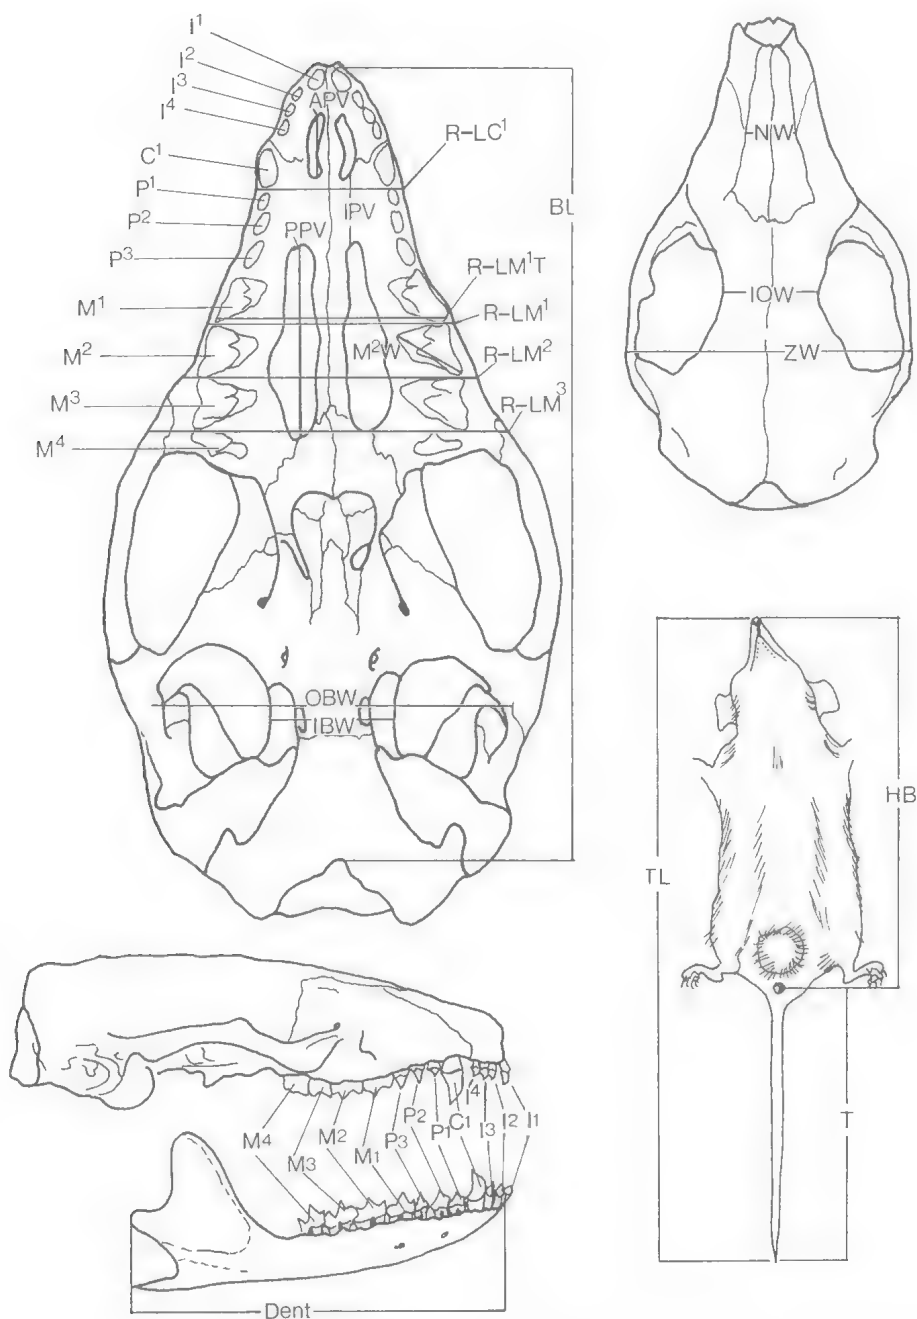 I¹
I²
I³
I⁴
APV
C¹
R-LC¹
P¹
P²
IPV
PPV
P³
BL
R-LM¹T
M¹
R-LM¹
M²
M²W
R-LM²
M³
R-LM³
M⁴
OBW
IBW
NW
IOW
ZW
TL
HB
T
M4
M3
M2
M1
P3
P2
P1
C1
I4
I3
I2
I1
Dent